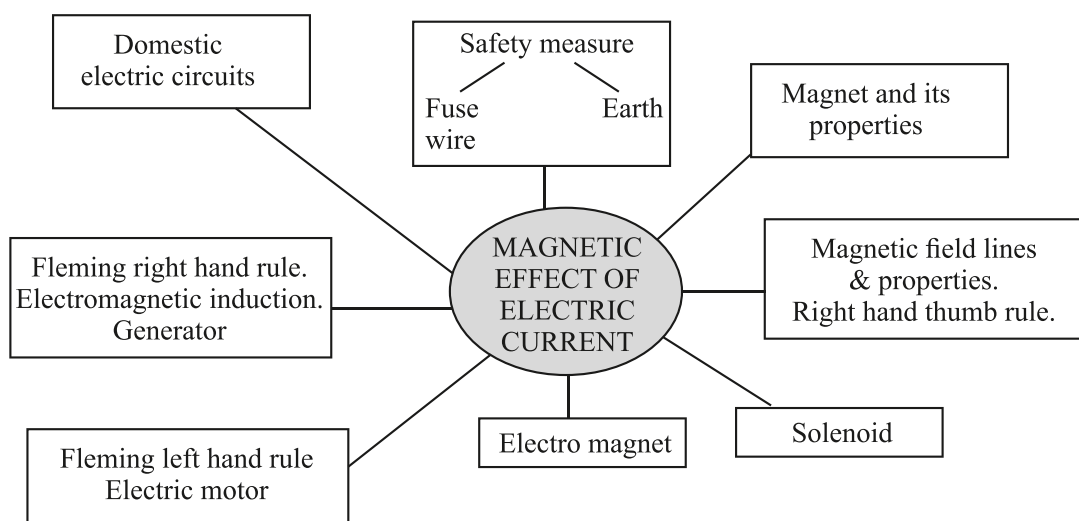 Domestic
electric circuits
Safety measure
Fuse
wire
Earth
Magnet and its
properties
MAGNETIC
EFFECT OF
ELECTRIC
CURRENT
Fleming right hand rule.
Electromagnetic induction.
Generator
Magnetic field lines
& properties.
Right hand thumb rule.
Fleming left hand rule
Electric motor
Electro magnet
Solenoid